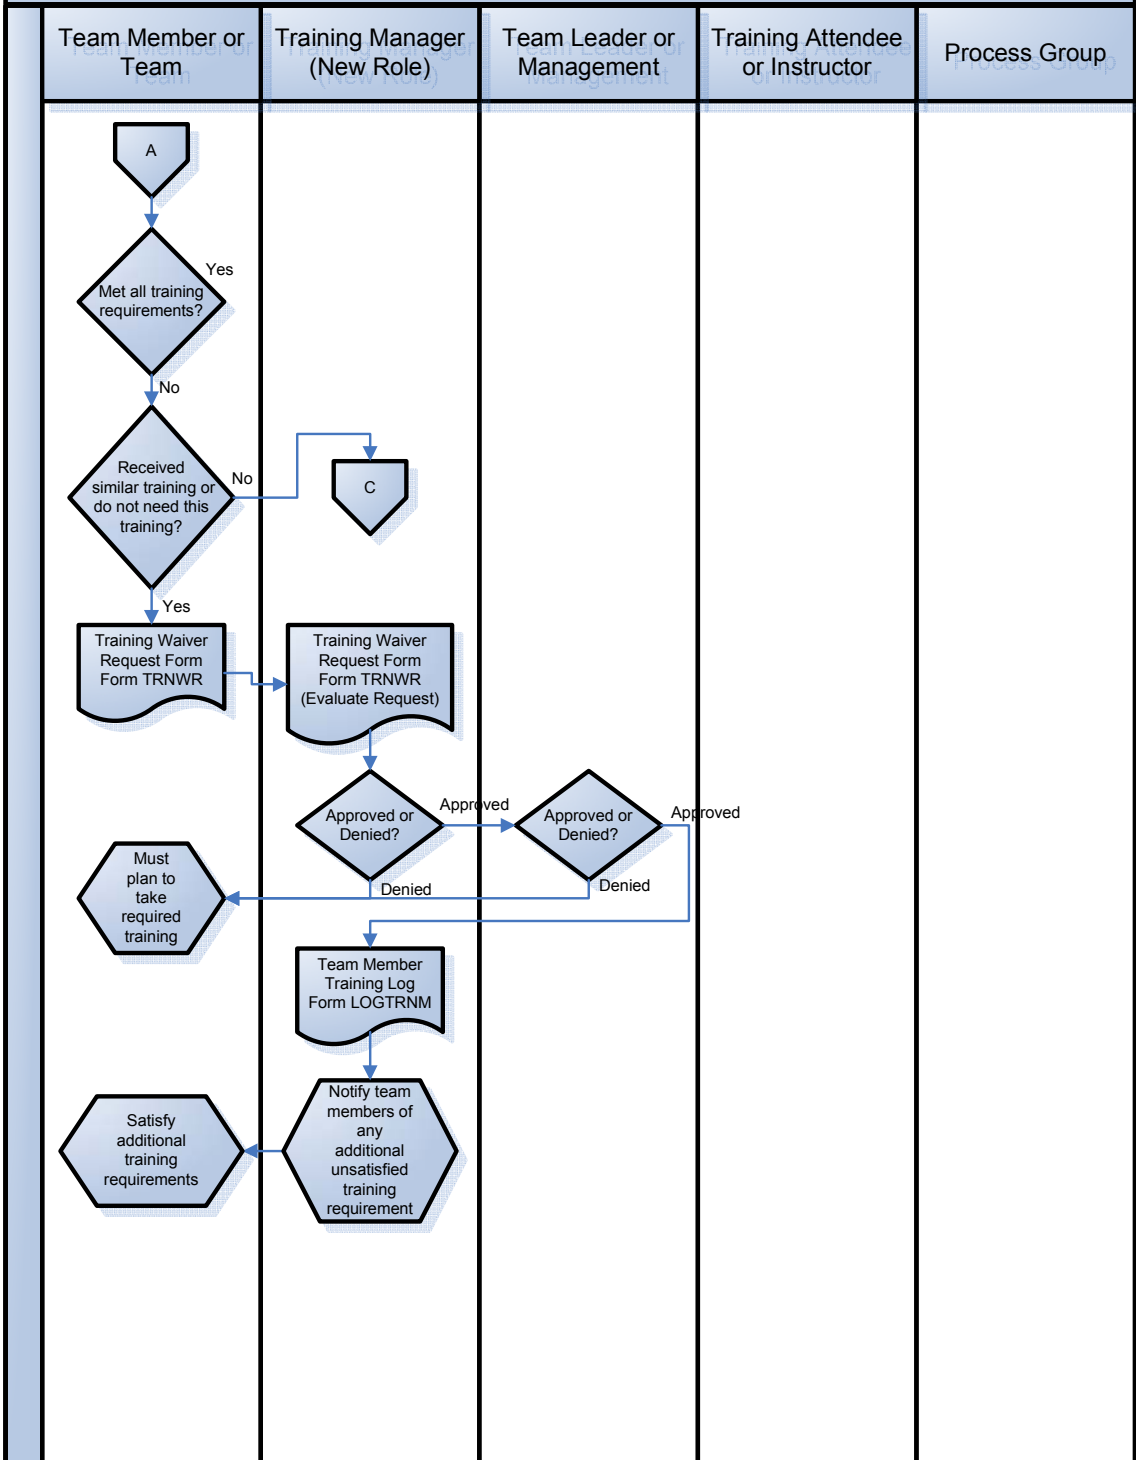 Team Member or
Team
Training Manager
(New Role)
Team Leader or
Management
Training Attendee
or Instructor
Process Group
A
Yes
Met all training
requirements?
No
Received
similar training or
do not need this
training?
No
C
Yes
Training Waiver
Request Form
Form TRNWR
Training Waiver
Request Form
Form TRNWR
(Evaluate Request)
Approved or
Denied?
Approved
Approved or
Denied?
Approved
Denied
Denied
Must
plan to
take
required
training
Team Member
Training Log
Form LOGTRNM
Notify team
members of
any
additional
unsatisfied
training
requirement
Satisfy
additional
training
requirements